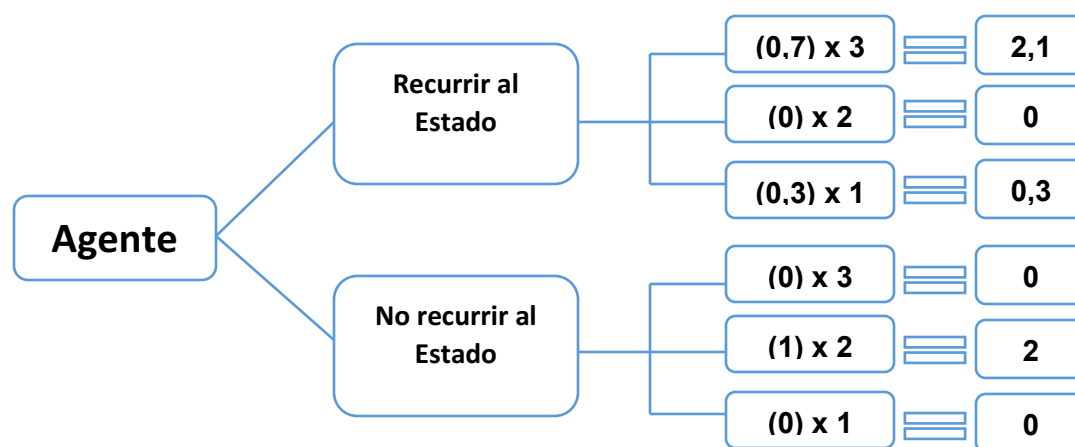 Agente
Recurrir al
Estado
(0,7) x 3
2,1
(0) x 2
0
(0,3) x 1
0,3
No recurrir al
Estado
(0) x 3
0
(1) x 2
2
(0) x 1
0